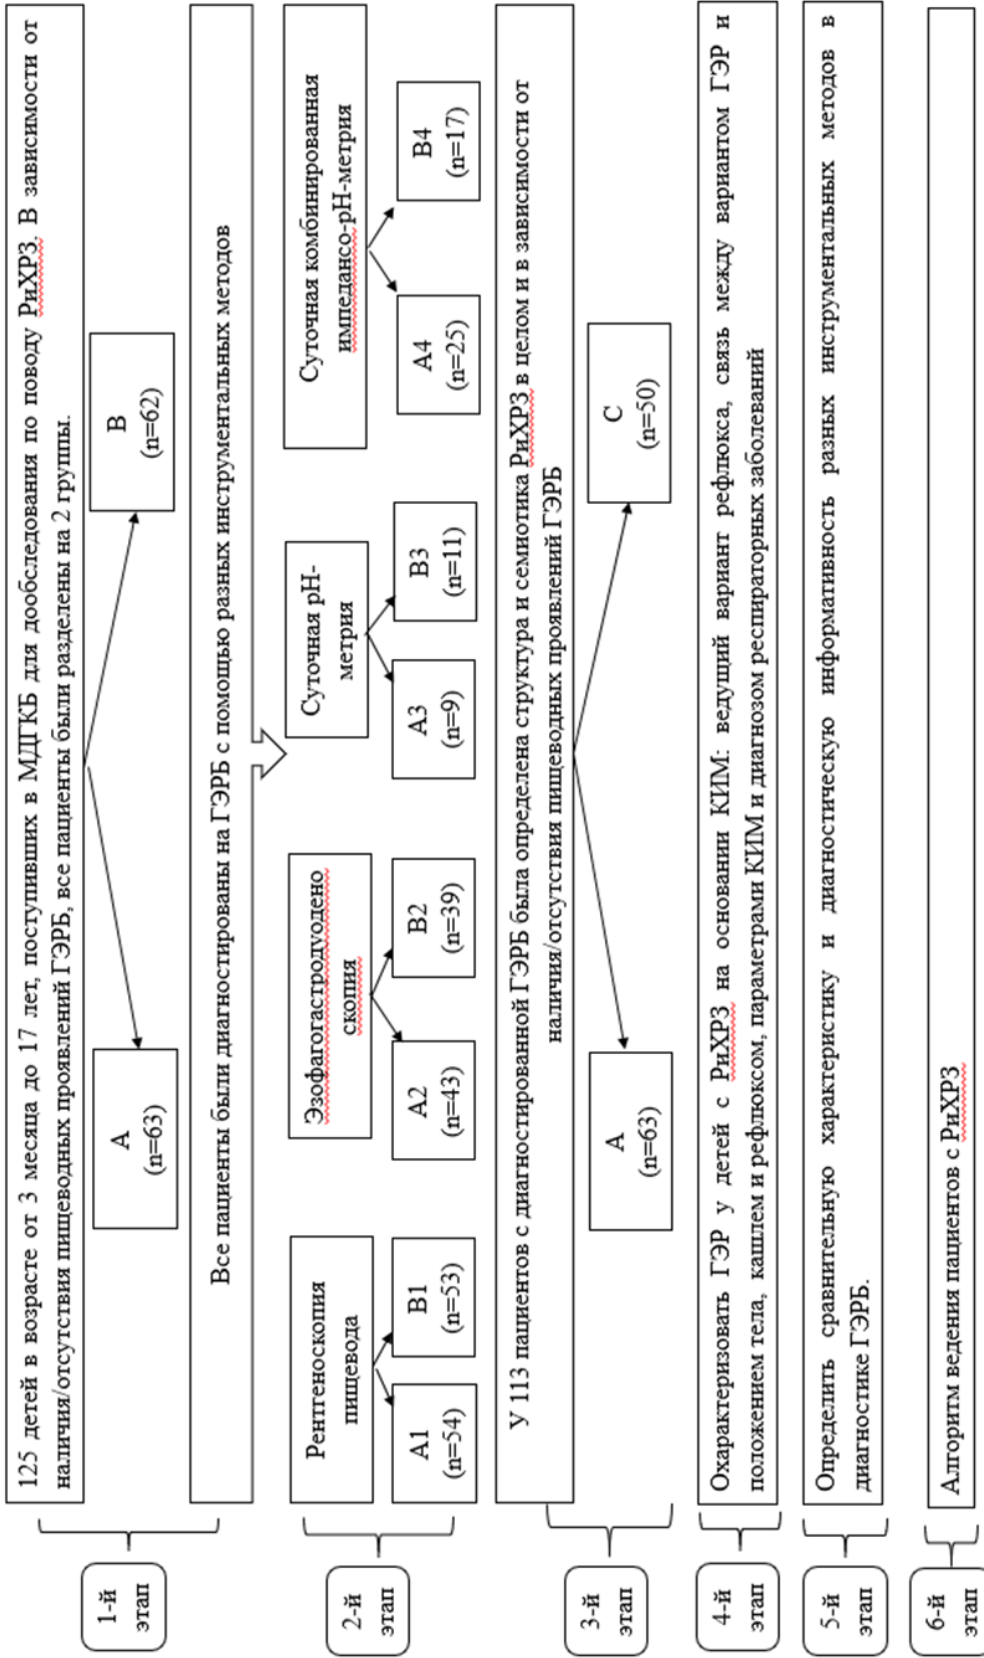 1-й
этап
125 детей в возрасте от 3 месяца до 17 лет, поступивших в МДГКБ для дообследования по поводу РиХРЗ. В зависимости от
наличия/отсутствия пищеводных проявлений ГЭРБ, все пациенты были разделены на 2 группы.
А
(n=63)
В
(n=62)
Все пациенты были диагностированы на ГЭРБ с помощью разных инструментальных методов
2-й
этап
Рентгеноскопия
пищевода
А1
(n=54)
В1
(n=53)
Эзофагогастродуодено
скопия
А2
(n=43)
В2
(n=39)
Суточная рН-
метрия
А3
(n=9)
В3
(n=11)
Суточная комбинированная
импедансо-рН-метрия
А4
(n=25)
В4
(n=17)
3-й
этап
У 113 пациентов с диагностированной ГЭРБ была определена структура и семиотика РиХРЗ в целом и в зависимости от
наличия/отсутствия пищеводных проявлений ГЭРБ
А
(n=63)
С
(n=50)
4-й
этап
Охарактеризовать ГЭР у детей с РиХРЗ на основании КИМ: ведущий вариант рефлюкса, связь между вариантом ГЭР и
положением тела, кашлем и рефлюксом, параметрами КИМ и диагнозом респираторных заболеваний
5-й
этап
Определить сравнительную характеристику и диагностическую информативность разных инструментальных методов в
диагностике ГЭРБ.
6-й
этап
Алгоритм ведения пациентов с РиХРЗ